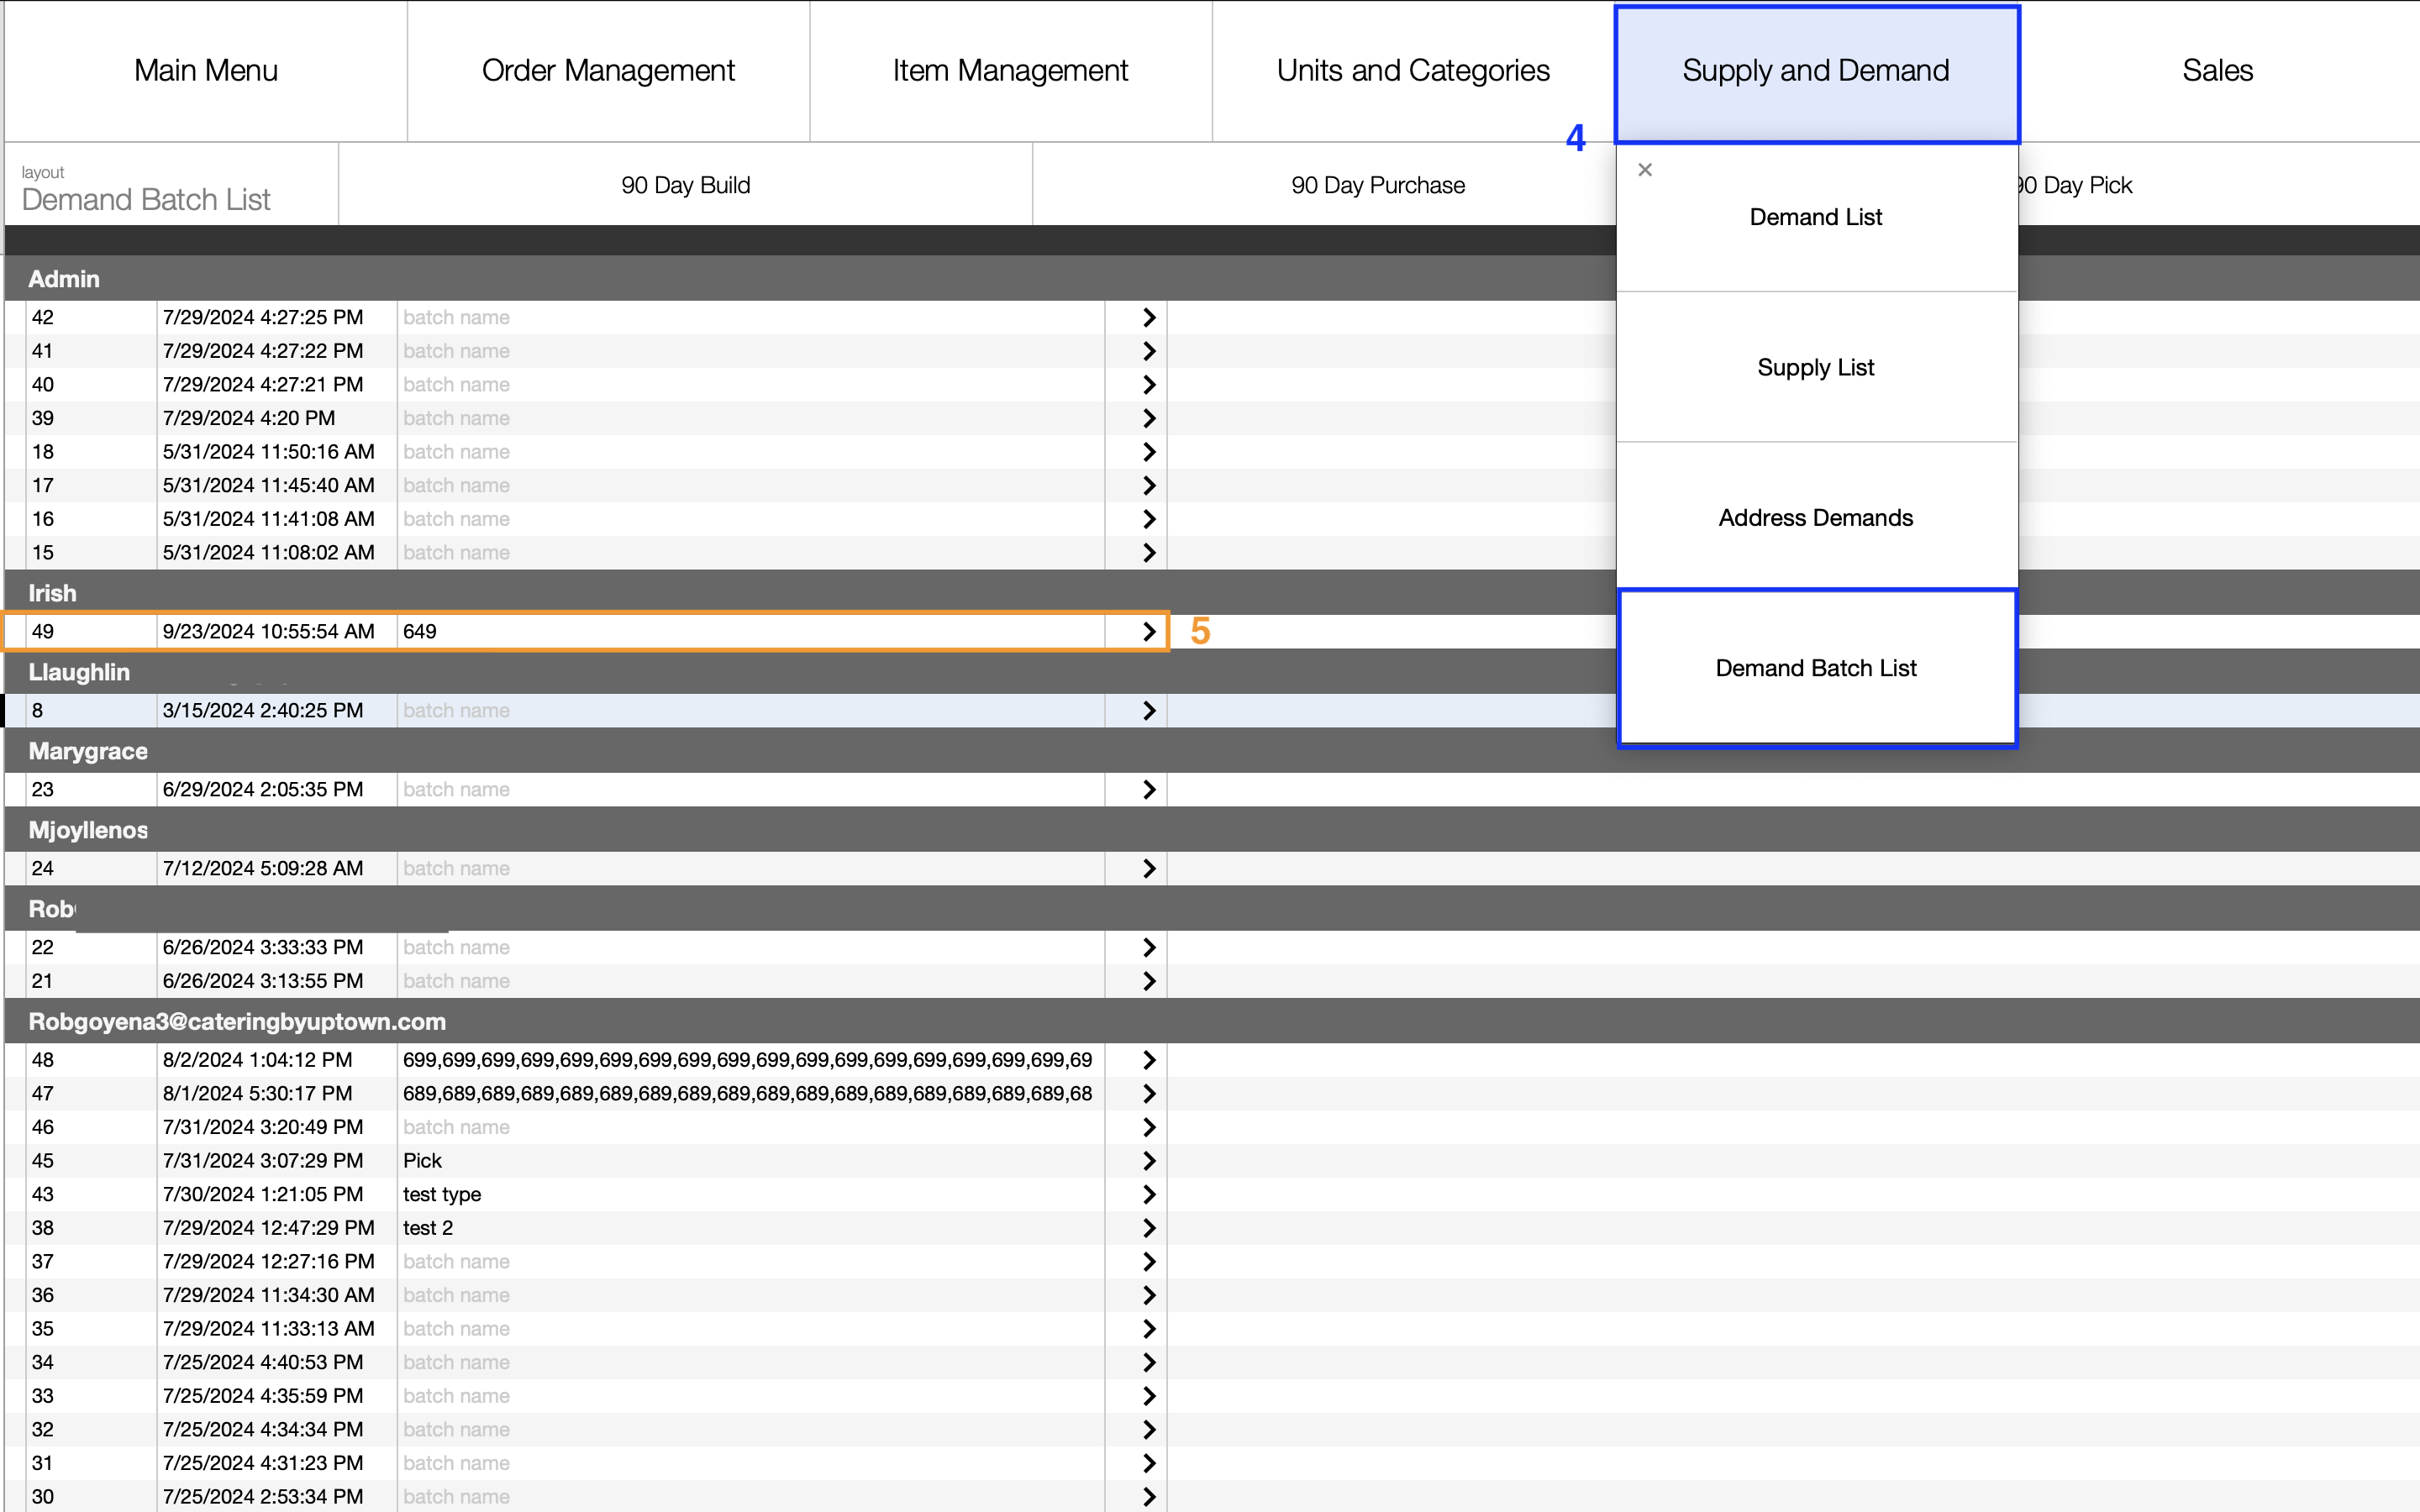 Main Menu Order Management Item Management Units and Categories Supply and Demand Sales
4
layout
Demand Batch List 90 Day Build 90 Day Purchase 90 Day Pick
×
Demand List
Supply List
Address Demands
Demand Batch List
Admin
42 7/29/2024 4:27:25 PM batch name
41 7/29/2024 4:27:22 PM batch name
40 7/29/2024 4:27:21 PM batch name
39 7/29/2024 4:20 PM batch name
18 5/31/2024 11:50:16 AM batch name
17 5/31/2024 11:45:40 AM batch name
16 5/31/2024 11:41:08 AM batch name
15 5/31/2024 11:08:02 AM batch name
Irish
49 9/23/2024 10:55:54 AM 649 5
Llaughlin
8 3/15/2024 2:40:25 PM batch name
Marygrace
23 6/29/2024 2:05:35 PM batch name
Mjoyllenos
24 7/12/2024 5:09:28 AM batch name
Rob
22 6/26/2024 3:33:33 PM batch name
21 6/26/2024 3:13:55 PM batch name
Robgoyena3@cateringbyuptown.com
48 8/2/2024 1:04:12 PM 699,699,699,699,699,699,699,699,699,699,699,699,699,699,699,699,699,69
47 8/1/2024 5:30:17 PM 689,689,689,689,689,689,689,689,689,689,689,689,689,689,689,689,689,68
46 7/31/2024 3:20:49 PM batch name
45 7/31/2024 3:07:29 PM Pick
43 7/30/2024 1:21:05 PM test type
38 7/29/2024 12:47:29 PM test 2
37 7/29/2024 12:27:16 PM batch name
36 7/29/2024 11:34:30 AM batch name
35 7/29/2024 11:33:13 AM batch name
34 7/25/2024 4:40:53 PM batch name
33 7/25/2024 4:35:59 PM batch name
32 7/25/2024 4:34:34 PM batch name
31 7/25/2024 4:31:23 PM batch name
30 7/25/2024 2:53:34 PM batch name